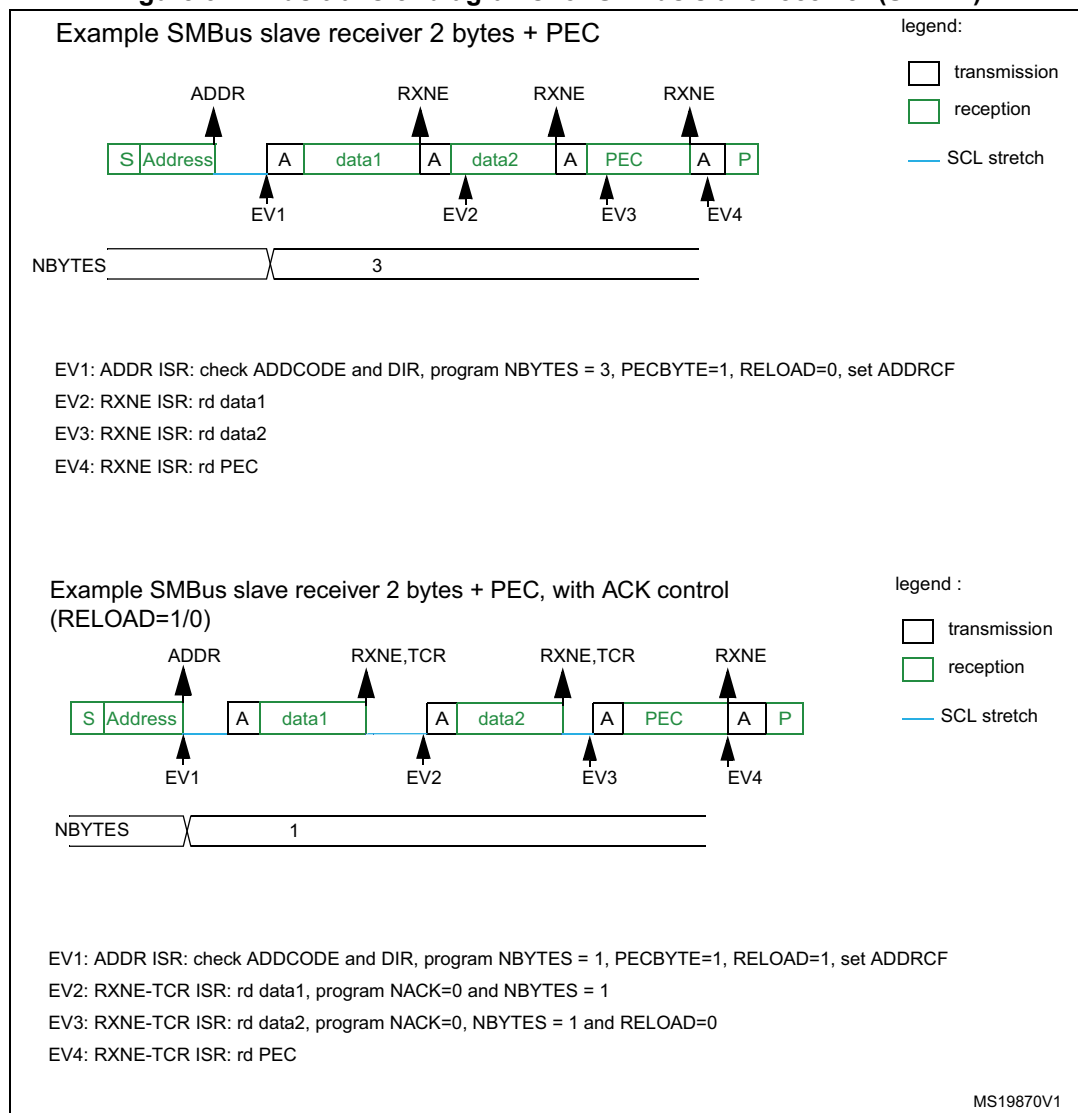 Example SMBus slave receiver 2 bytes + PEC
legend:
transmission
reception
SCL stretch
ADDR RXNE RXNE RXNE
S Address A data1 A data2 A PEC A P
EV1 EV2 EV3 EV4
NBYTES 3
EV1: ADDR ISR: check ADDCODE and DIR, program NBYTES = 3, PECBYTE=1, RELOAD=0, set ADDRCF
EV2: RXNE ISR: rd data1
EV3: RXNE ISR: rd data2
EV4: RXNE ISR: rd PEC
Example SMBus slave receiver 2 bytes + PEC, with ACK control
(RELOAD=1/0)
legend :
transmission
reception
SCL stretch
ADDR RXNE,TCR RXNE,TCR RXNE
S Address A data1 A data2 A PEC A P
EV1 EV2 EV3 EV4
NBYTES 1
EV1: ADDR ISR: check ADDCODE and DIR, program NBYTES = 1, PECBYTE=1, RELOAD=1, set ADDRCF
EV2: RXNE-TCR ISR: rd data1, program NACK=0 and NBYTES = 1
EV3: RXNE-TCR ISR: rd data2, program NACK=0, NBYTES = 1 and RELOAD=0
EV4: RXNE-TCR ISR: rd PEC
MS19870V1